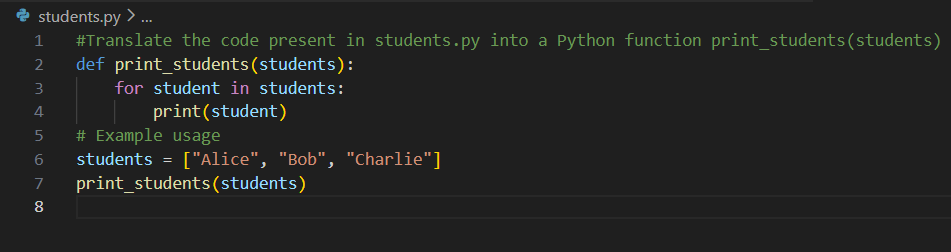 students.py > ...
1 #Translate the code present in students.py into a Python function print_students(students)
2 def print_students(students):
3     for student in students:
4         print(student)
5 # Example usage
6 students = ["Alice", "Bob", "Charlie"]
7 print_students(students)
8